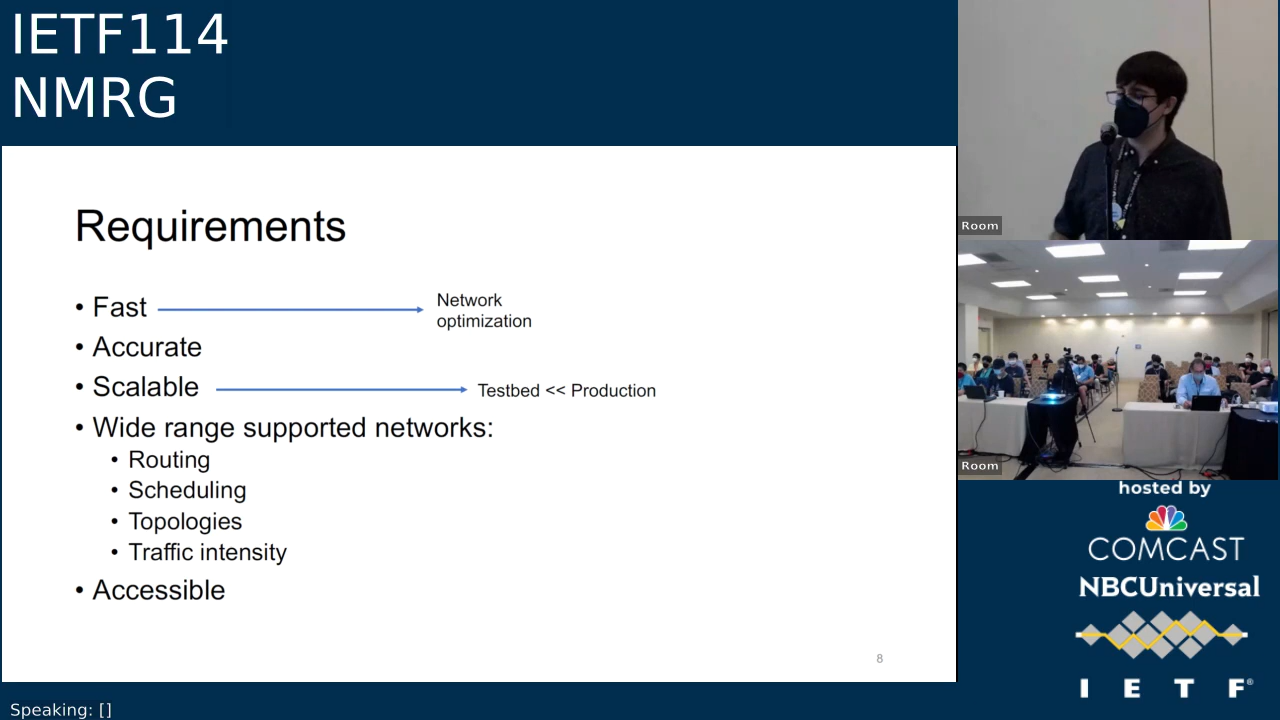 IETF114
NMRG
Requirements
• Fast
Network
optimization
• Accurate
• Scalable
Testbed << Production
• Wide range supported networks:
• Routing
• Scheduling
• Topologies
• Traffic intensity
• Accessible
8
Room
Room
hosted by
COMCAST
NBCUniversal
I E T F®
Speaking: []